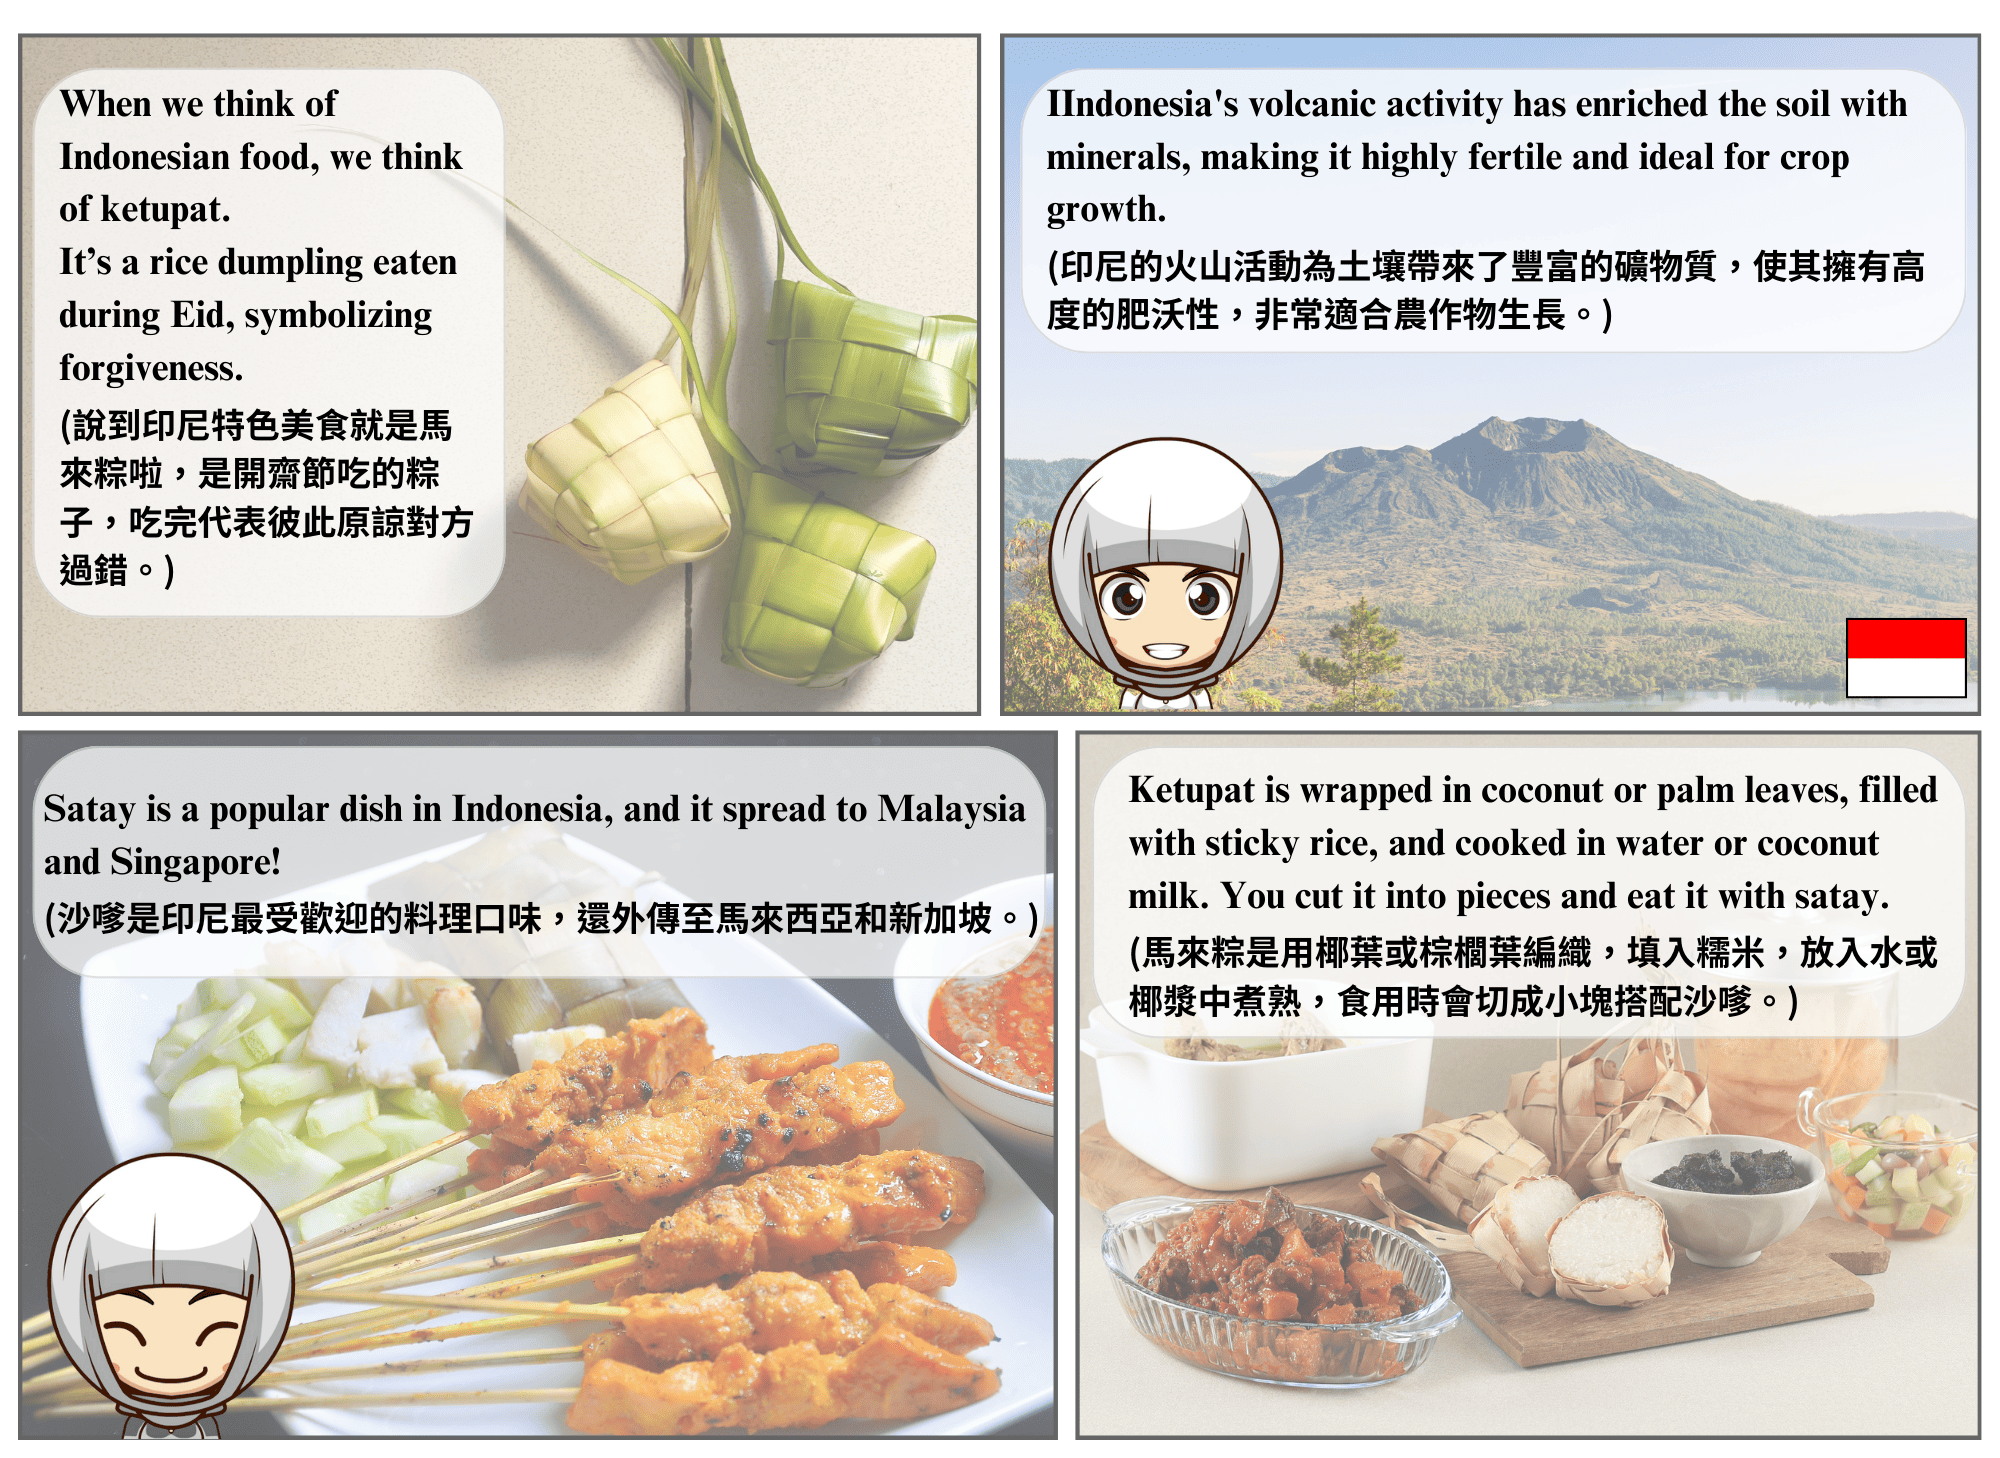 When we think of
Indonesian food, we think
of ketupat.
It’s a rice dumpling eaten
during Eid, symbolizing
forgiveness.
(說到印尼特色美食就是馬
來粽啦，是開齋節吃的粽
子，吃完代表彼此原諒對方
過錯。)
IIndonesia's volcanic activity has enriched the soil with
minerals, making it highly fertile and ideal for crop
growth.
(印尼的火山活動為土壤帶來了豐富的礦物質，使其擁有高
度的肥沃性，非常適合農作物生長。)
Satay is a popular dish in Indonesia, and it spread to Malaysia
and Singapore!
(沙嗲是印尼最受歡迎的料理口味，還外傳至馬來西亞和新加坡。)
Ketupat is wrapped in coconut or palm leaves, filled
with sticky rice, and cooked in water or coconut
milk. You cut it into pieces and eat it with satay.
(馬來粽是用椰葉或棕櫚葉編織，填入糯米，放入水或
椰漿中煮熟，食用時會切成小塊搭配沙嗲。)